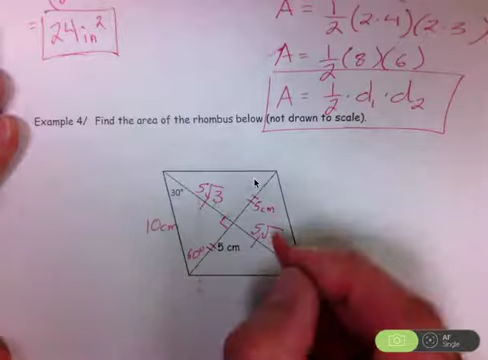 = 24 in²
A = 1/2 (2·4)(2·3)
A = 1/2 (8)(6)
A = 1/2 · d₁ · d₂
Example 4/ Find the area of the rhombus below (not drawn to scale).
30°
5√3
5cm
10cm
60°
5 cm
AF
Single